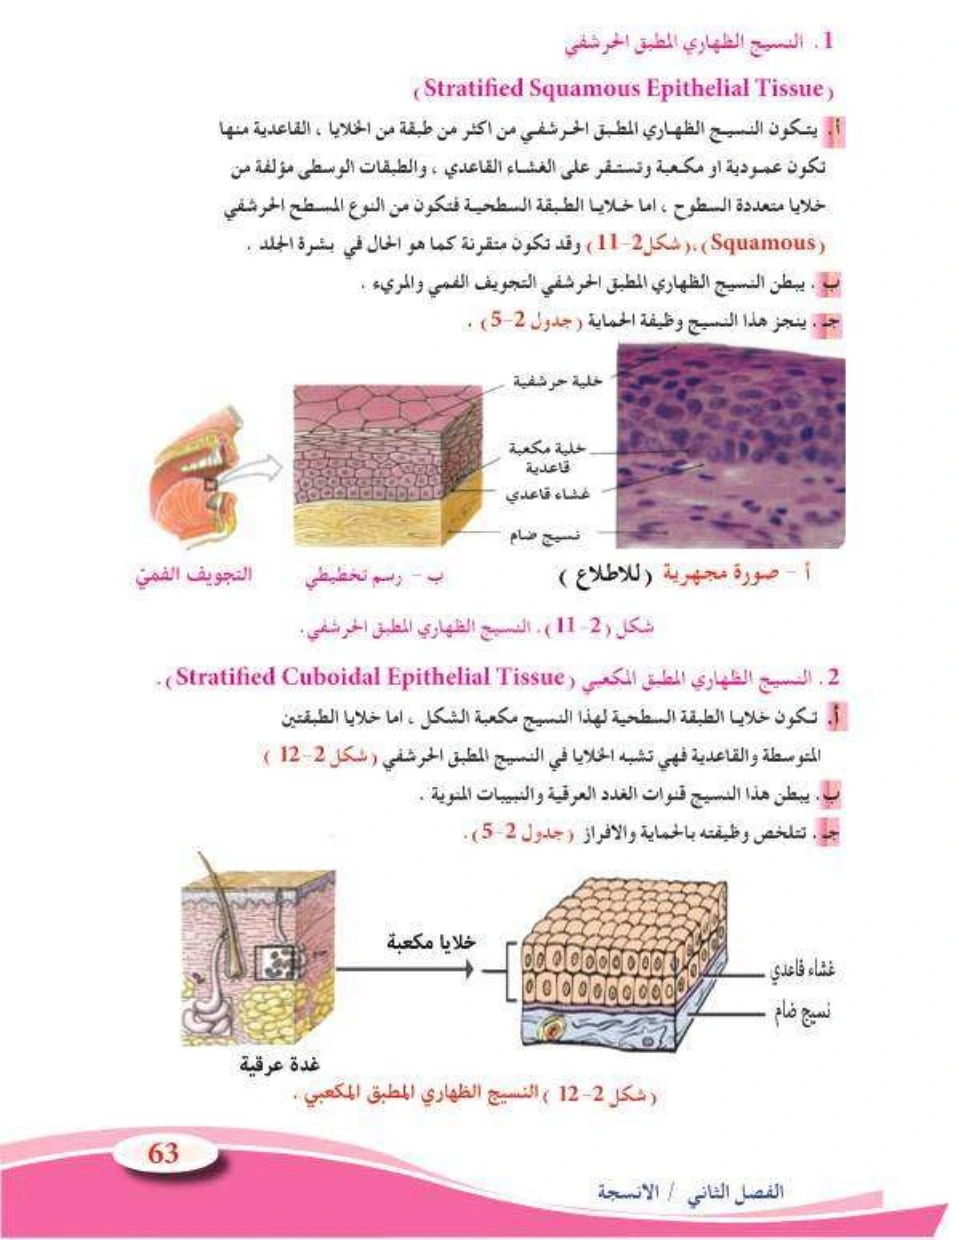 1 . النسيج الظهاري المطبق الحرشفي
( Stratified Squamous Epithelial Tissue )
أ. يتكون النسيج الظهاري المطبق الحرشفي من اكثر من طبقة من الخلايا ، القاعدية منها
تكون عمودية او مكعبة وتستقر على الغشاء القاعدي ، والطبقات الوسطى مؤلفة من
خلايا متعددة السطوح ، اما خلايا الطبقة السطحية فتكون من النوع المسطح الحرشفي
( Squamous ) ،( شكل2-11 ) وقد تكون متقرنة كما هو الحال في بشرة الجلد .
ب . يبطن النسيج الظهاري المطبق الحرشفي التجويف الفمي والمريء .
جـ . ينجز هذا النسيج وظيفة الحماية ( جدول 2-5 ) .
خلية حرشفية
خلية مكعبة
قاعدية
غشاء قاعدي
نسيج ضام
أ - صورة مجهرية ( للاطلاع )
ب - رسم تخطيطي
التجويف الفميّ
شكل ( 2-11 ) . النسيج الظهاري المطبق الحرشفي.
2 . النسيج الظهاري المطبق المكعبي ( Stratified Cuboidal Epithelial Tissue ) .
أ. تكون خلايا الطبقة السطحية لهذا النسيج مكعبة الشكل ، اما خلايا الطبقتين
المتوسطة والقاعدية فهي تشبه الخلايا في النسيج المطبق الحرشفي ( شكل 2-12 )
ب . يبطن هذا النسيج قنوات الغدد العرقية والنبيبات المنوية .
جـ . تتلخص وظيفته بالحماية والافراز ( جدول 2-5 ) .
خلايا مكعبة
غشاء قاعدي
نسيج ضام
غدة عرقية
( شكل 2-12 ) النسيج الظهاري المطبق المكعبي .
63
الفصل الثاني / الانسجة